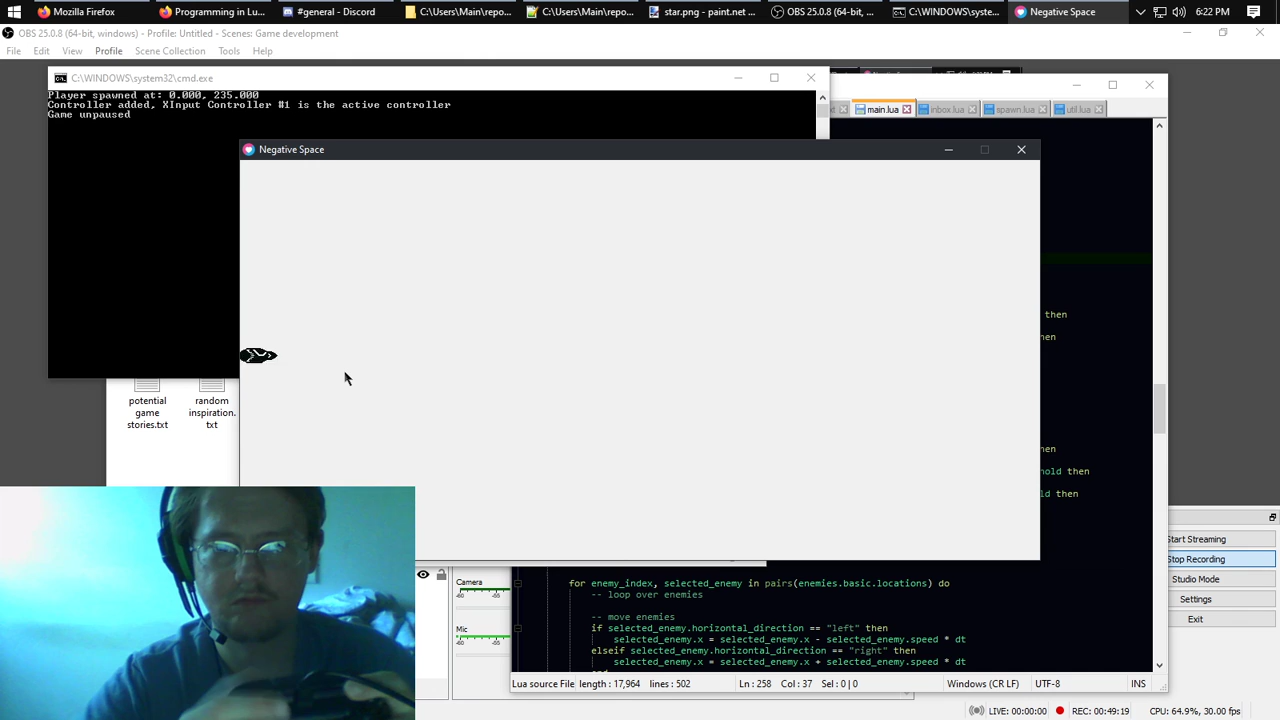 Mozilla Firefox
Programming in Lu...
#general - Discord
C:\Users\Main\repo...
C:\Users\Main\repo...
star.png - paint.net ...
OBS 25.0.8 (64-bit, ...
C:\WINDOWS\syste...
Negative Space
6:22 PM
OBS 25.0.8 (64-bit, windows) - Profile: Untitled - Scenes: Game development
File
Edit
View
Profile
Scene Collection
Tools
Help
C:\WINDOWS\system32\cmd.exe
Player spawned at: 0.000, 235.000
Controller added, XInput Controller #1 is the active controller
Game unpaused
main.lua
inbox.lua
spawn.lua
util.lua
Negative Space
then
then
potential
game
stories.txt
random
inspiration.
txt
then
hold then
ld then
Start Streaming
Stop Recording
Studio Mode
Settings
Exit
Camera
-60
-55
Mic
-60
-55
for enemy_index, selected_enemy in pairs(enemies.basic.locations) do
-- loop over enemies
-- move enemies
if selected_enemy.horizontal_direction == "left" then
selected_enemy.x = selected_enemy.x - selected_enemy.speed * dt
elseif selected_enemy.horizontal_direction == "right" then
selected_enemy.x = selected_enemy.x + selected_enemy.speed * dt
Lua source File
length : 17,964
lines : 502
Ln : 258
Col : 37
Sel : 0 | 0
Windows (CR LF)
UTF-8
INS
LIVE: 00:00:00
REC: 00:49:19
CPU: 64.9%, 30.00 fps